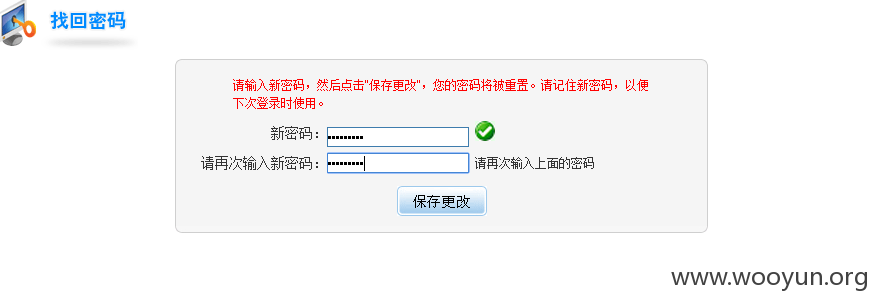 找回密码
请输入新密码，然后点击"保存更改"，您的密码将被重置。请记住新密码，以便
下次登录时使用。
新密码：•••••••••
请再次输入新密码：••••••••• 请再次输入上面的密码
保存更改
www.wooyun.org